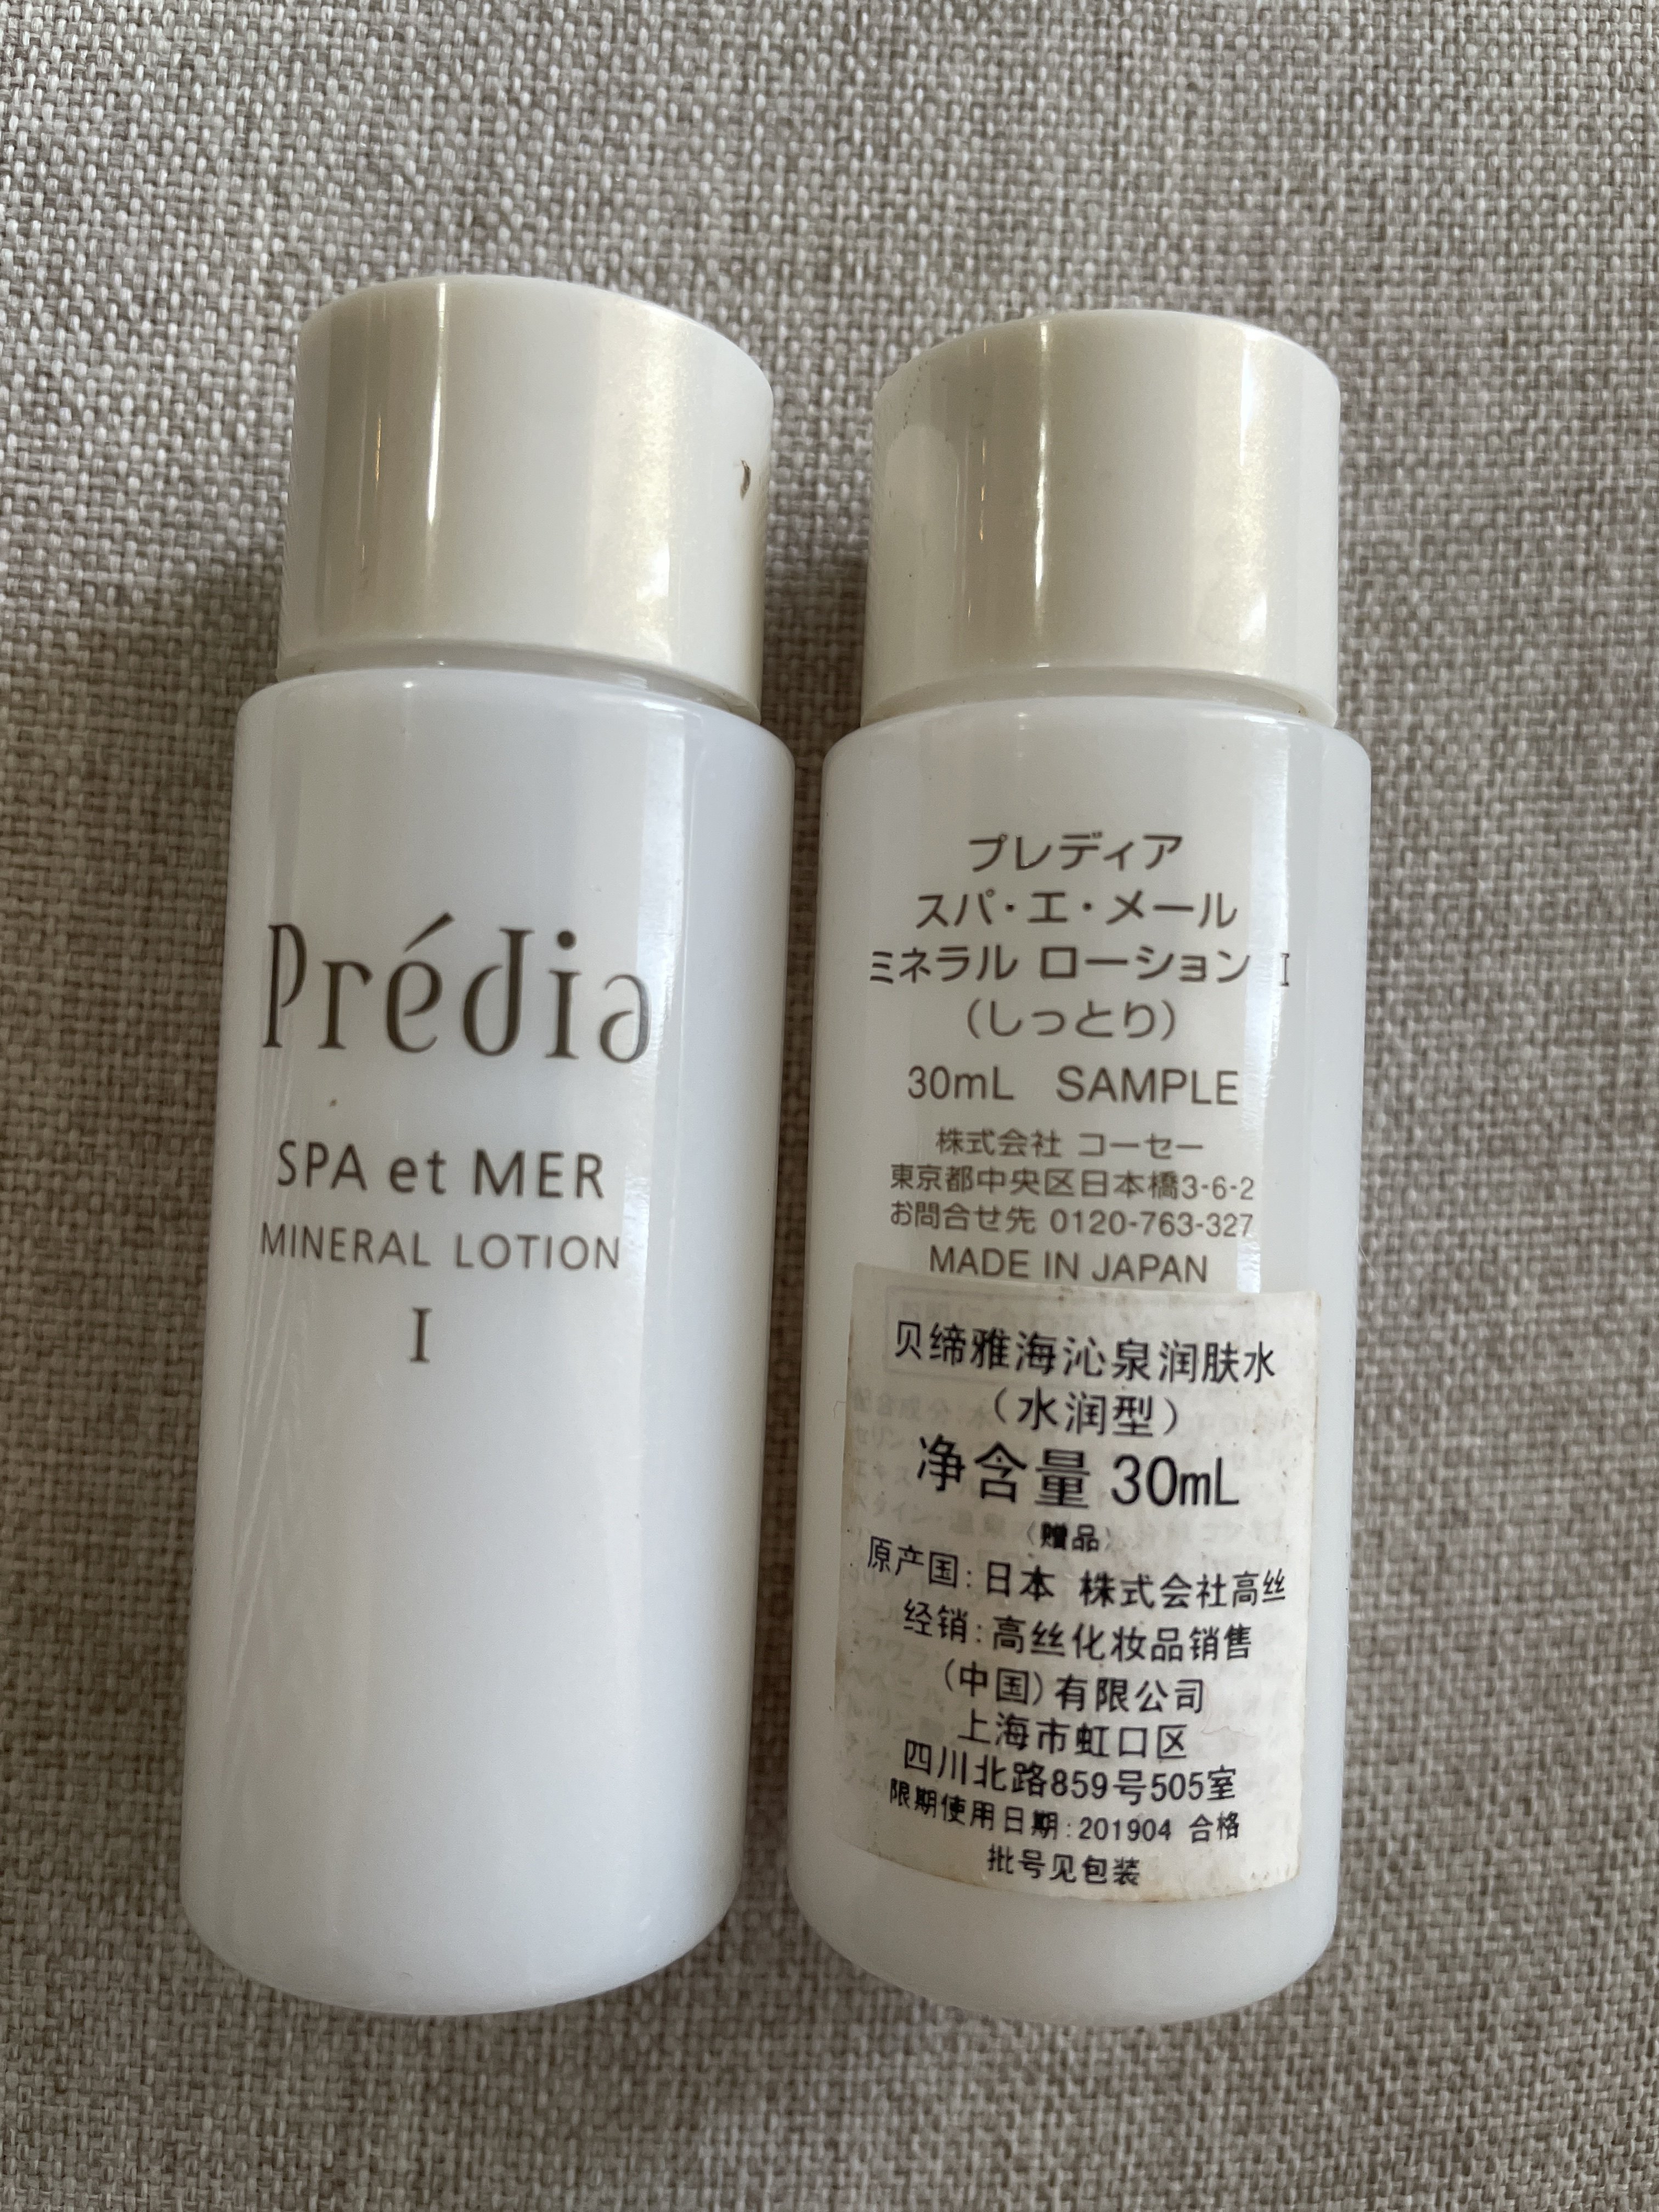 Prédia
SPA et MER
MINERAL LOTION
I
プレディア
スパ・エ・メール
ミネラル ローション I
（しっとり）
30mL SAMPLE
株式会社 コーセー
東京都中央区日本橋3-6-2
お問合せ先 0120-763-327
MADE IN JAPAN
贝缔雅海沁泉润肤水
（水润型）
净含量 30mL
（赠品）
原产国:日本 株式会社高丝
经销:高丝化妆品销售
(中国)有限公司
上海市虹口区
四川北路859号505室
限期使用日期:201904 合格
批号见包装